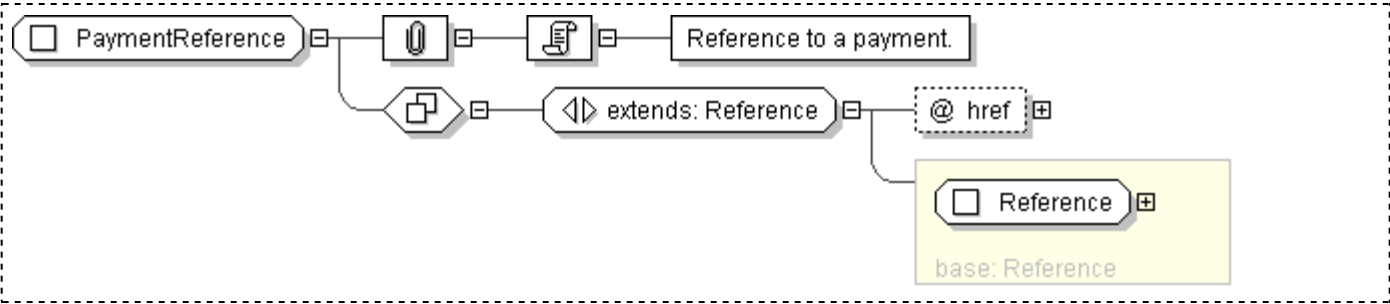 PaymentReference
Reference to a payment.
extends: Reference
@ href
Reference
base: Reference